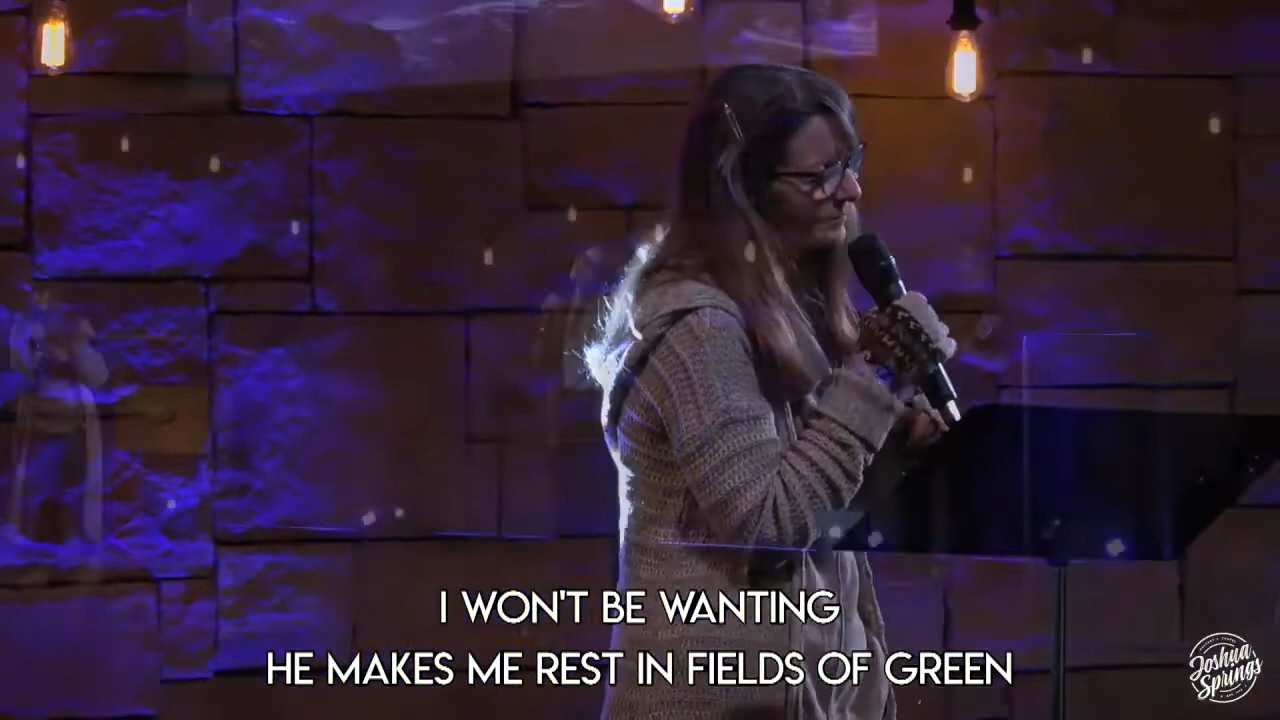 I WON'T BE WANTING
HE MAKES ME REST IN FIELDS OF GREEN
Joshua
Springs